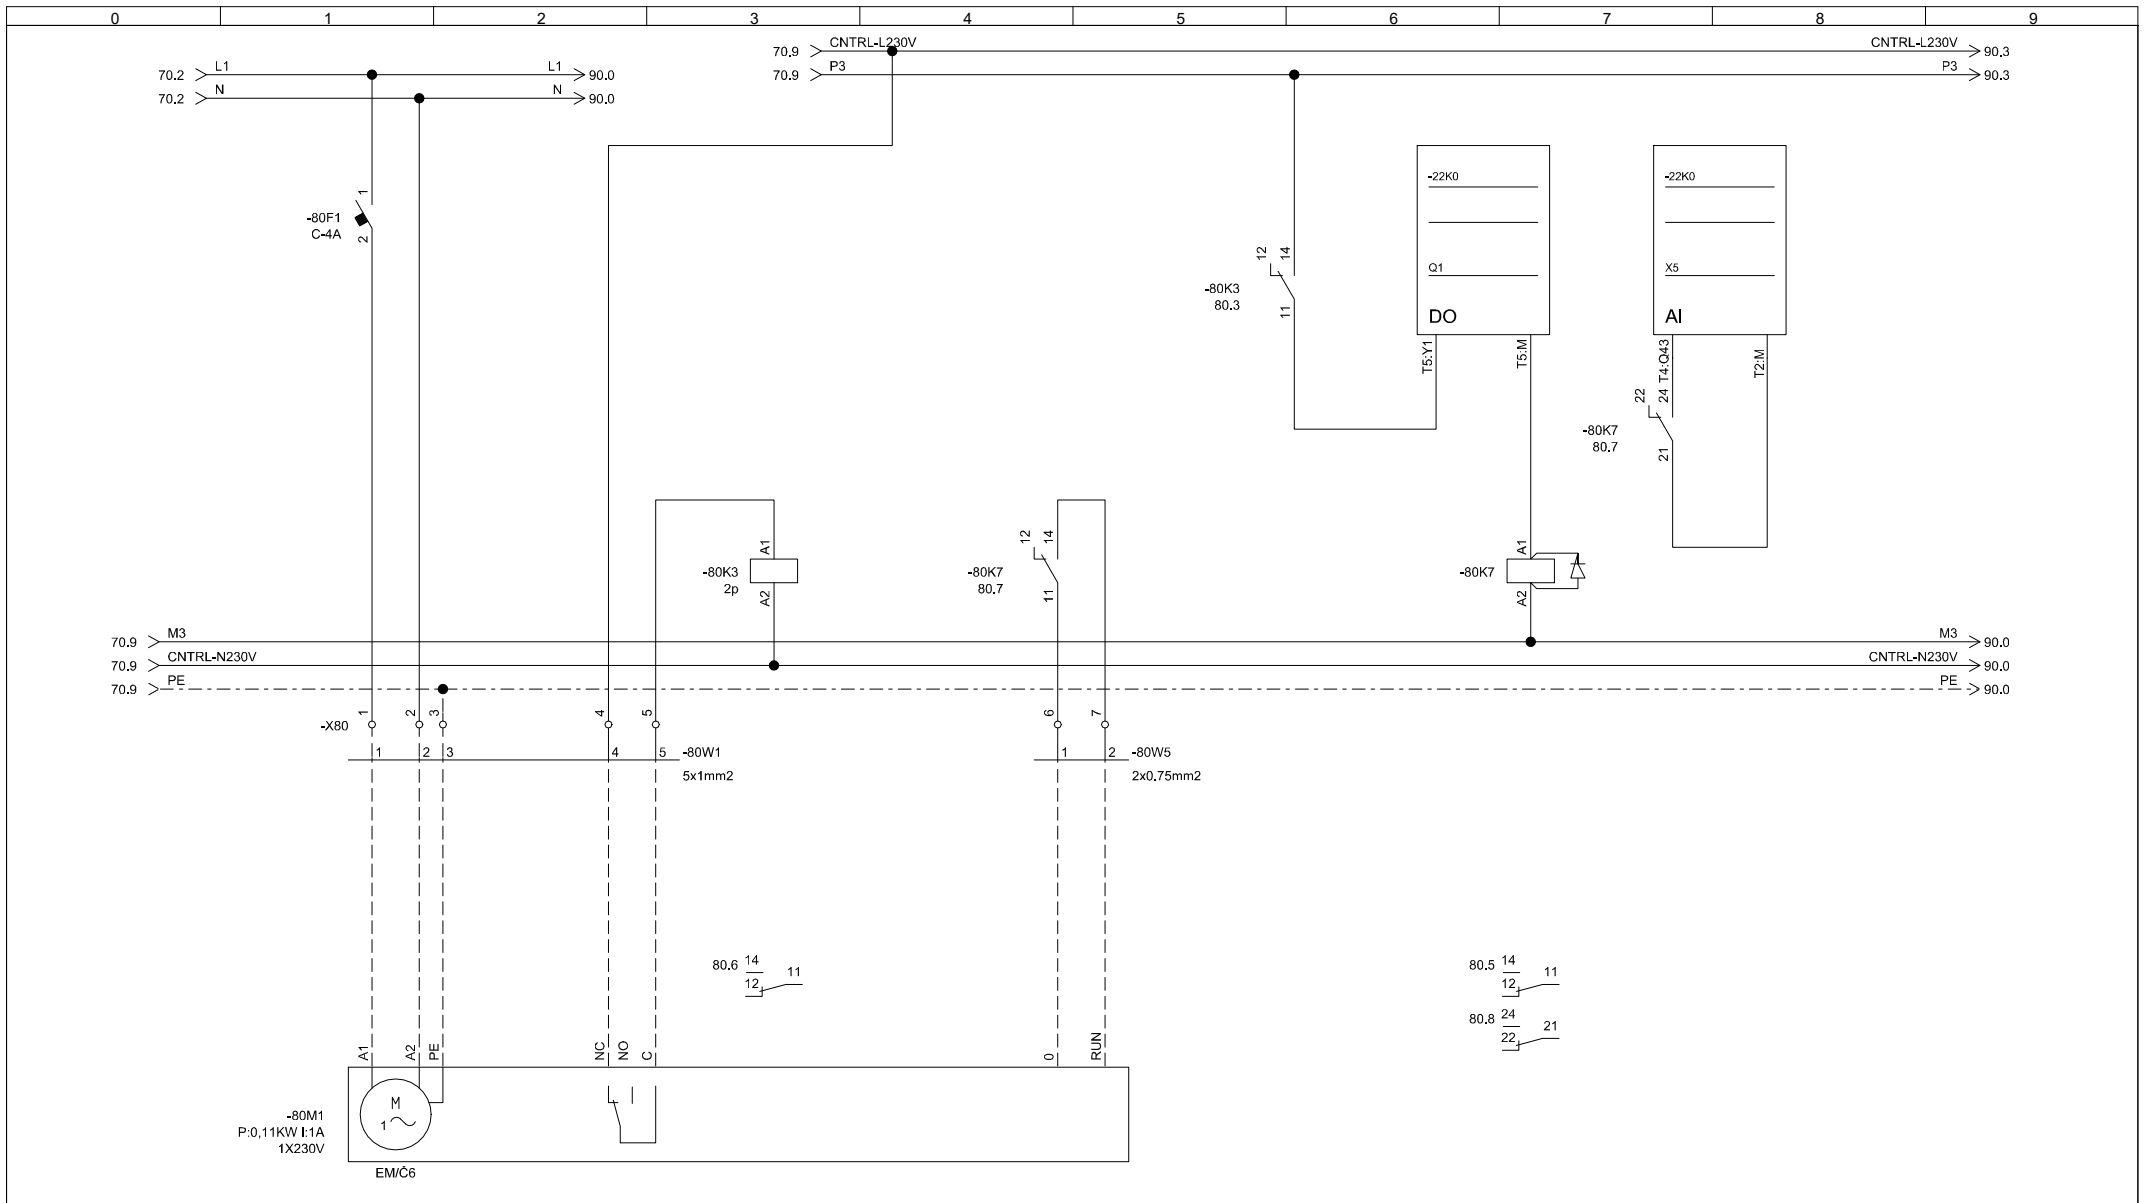 0 1 2 3 4 5 6 7 8 9
70.9 CNTRL-L230V CNTRL-L230V 90.3
70.2 L1 L1 90.0
70.9 P3 P3 90.3
70.2 N N 90.0
-22K0
-22K0
1
-80F1
C-4A
2
12 14
-80K3
80.3
11
Q1
X5
DO
AI
T5:Y1
T5:M
T4:Q43
T2:M
22 24
-80K7
80.7
21
A1
-80K3
2p
A2
12 14
-80K7
80.7
11
A1
-80K7
A2
70.9 M3 M3 90.0
70.9 CNTRL-N230V CNTRL-N230V 90.0
70.9 PE PE 90.0
-X80 1 2 3 4 5 6 7
1 2 3 4 5 -80W1
5x1mm2
1 2 -80W5
2x0.75mm2
80.6 14
12 11
80.5 14
12 11
80.8 24
22 21
A1 A2 PE NC NO C 0 RUN
M
1
-80M1
P:0,11KW I:1A
1X230V
EM/Č6